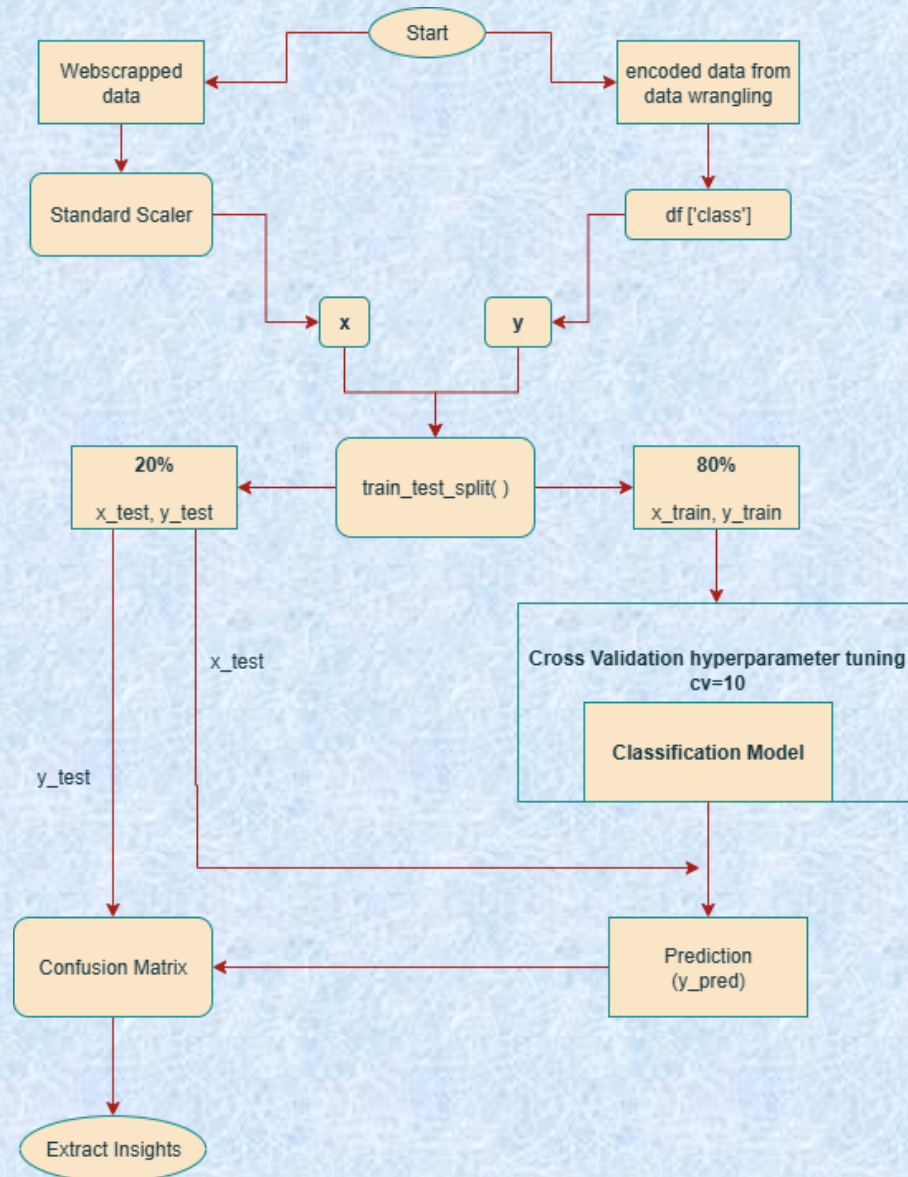 Start
Webscrapped
data
encoded data from
data wrangling
Standard Scaler
df ['class']
x
y
20%
x_test, y_test
train_test_split( )
80%
x_train, y_train
Cross Validation hyperparameter tuning
cv=10
Classification Model
x_test
y_test
Confusion Matrix
Prediction
(y_pred)
Extract Insights